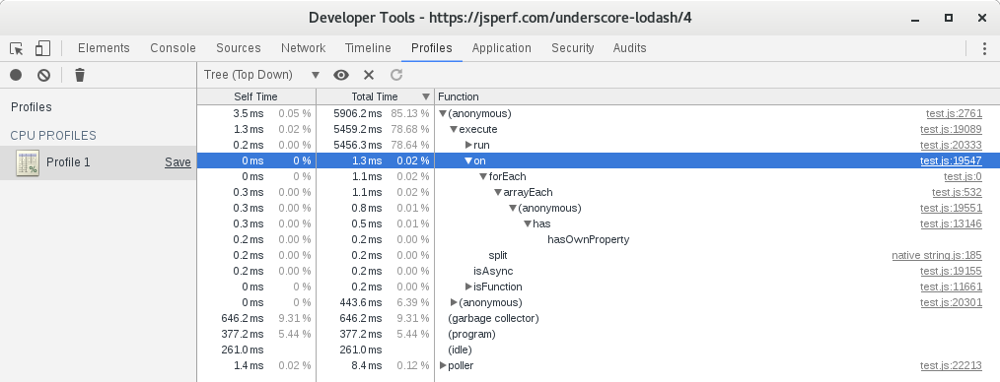 Developer Tools - https://jsperf.com/underscore-lodash/4
Elements Console Sources Network Timeline Profiles Application Security Audits
Tree (Top Down)
Profiles
CPU PROFILES
%
Profile 1 Save
Self Time Total Time Function
3.5 ms 0.05 % 5906.2 ms 85.13 % (anonymous) test.js:2761
1.3 ms 0.02 % 5459.2 ms 78.68 % execute test.js:19089
0.2 ms 0.00 % 5456.3 ms 78.64 % run test.js:20333
0 ms 0 % 1.3 ms 0.02 % on test.js:19547
0 ms 0 % 1.1 ms 0.02 % forEach test.js:0
0.3 ms 0.00 % 1.1 ms 0.02 % arrayEach test.js:532
0.3 ms 0.00 % 0.8 ms 0.01 % (anonymous) test.js:19551
0.3 ms 0.00 % 0.5 ms 0.01 % has test.js:13146
0.2 ms 0.00 % 0.2 ms 0.00 % hasOwnProperty
0.2 ms 0.00 % 0.2 ms 0.00 % split native string.js:185
0.2 ms 0.00 % 0.2 ms 0.00 % isAsync test.js:19155
0 ms 0 % 0.2 ms 0.00 % isFunction test.js:11661
0 ms 0 % 443.6 ms 6.39 % (anonymous) test.js:20301
646.2 ms 9.31 % 646.2 ms 9.31 % (garbage collector)
377.2 ms 5.44 % 377.2 ms 5.44 % (program)
261.0 ms 261.0 ms (idle)
1.4 ms 0.02 % 8.4 ms 0.12 % poller test.js:22213